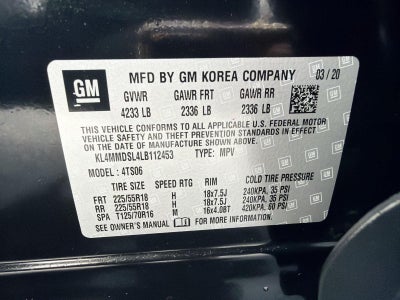 GM
MFD BY GM KOREA COMPANY 03/20
GVWR GAWR FRT GAWR RR
4233 LB 2336 LB 2336 LB
THIS VEHICLE CONFORMS TO ALL APPLICABLE U.S. FEDERAL MOTOR
VEHICLE SAFETY AND THEFT PREVENTION STANDARDS IN EFFECT ON THE
DATE OF MANUFACTURE SHOWN ABOVE.
KL4MMDSL4LB112453 TYPE: MPV
MODEL: 4TS06
TIRE SIZE SPEED RTG RIM COLD TIRE PRESSURE
FRT 225/55R18 H 18x7.5J 240KPA, 35 PSI
RR 225/55R18 H 18x7.5J 240KPA, 35 PSI
SPA T125/70R16 M 16x4.0BT 420KPA, 60 PSI
SEE OWNER'S MANUAL FOR MORE INFORMATION.